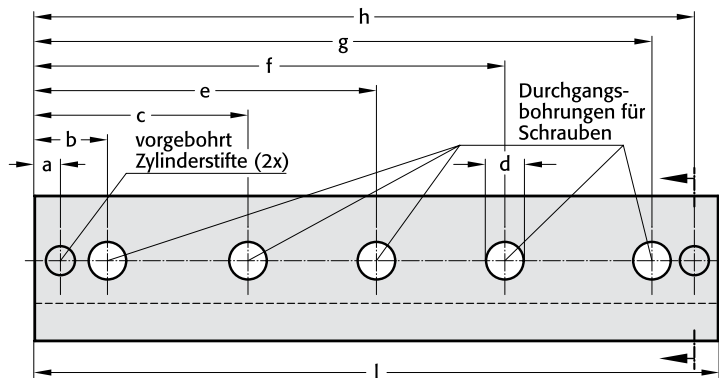 h
g
f
e
c
b
a
vorgebohrt
Zylinderstifte (2x)
Durchgangs-
bohrungen für
Schrauben
d
l